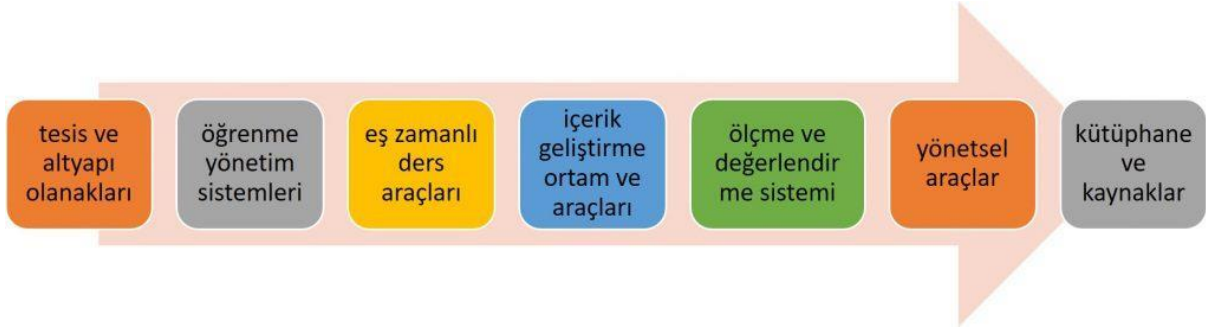 tesis ve
altyapı
olanakları
öğrenme
yönetim
sistemleri
eş zamanlı
ders
araçları
içerik
geliştirme
ortam ve
araçları
ölçme ve
değerlendir
me sistemi
yönetsel
araçlar
kütüphane
ve
kaynaklar